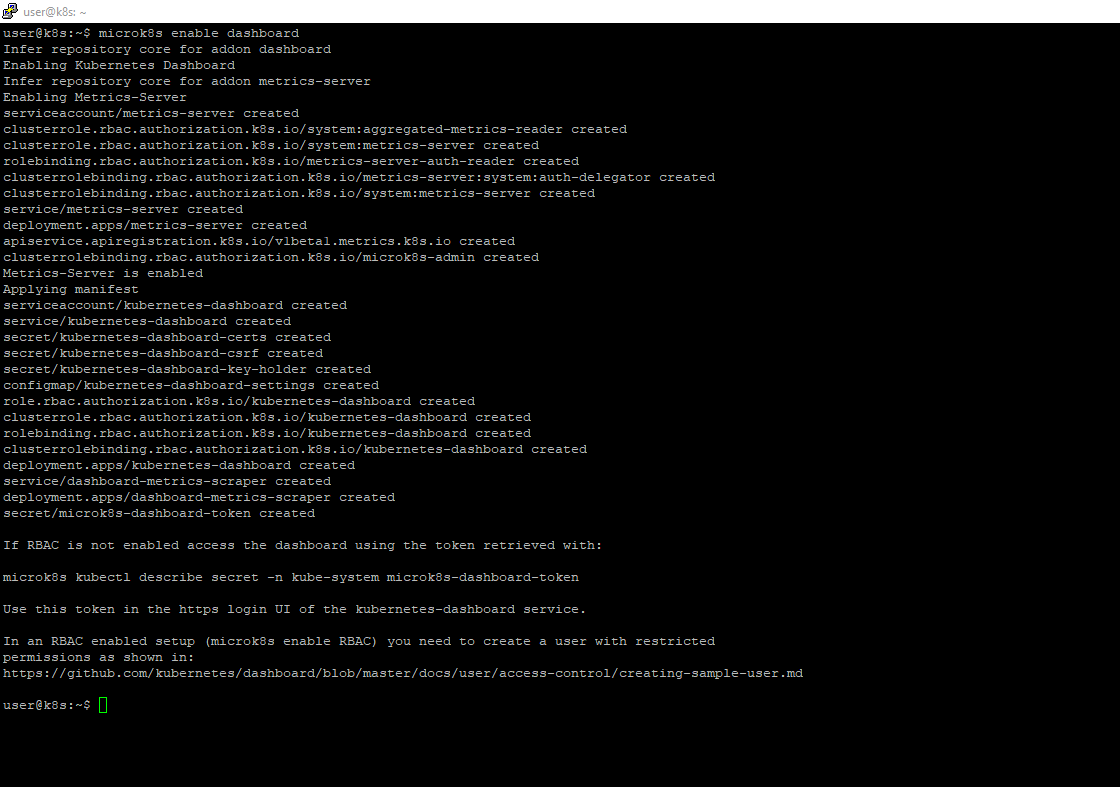 user@k8s: ~
user@k8s:~$ microk8s enable dashboard
Infer repository core for addon dashboard
Enabling Kubernetes Dashboard
Infer repository core for addon metrics-server
Enabling Metrics-Server
serviceaccount/metrics-server created
clusterrole.rbac.authorization.k8s.io/system:aggregated-metrics-reader created
clusterrole.rbac.authorization.k8s.io/system:metrics-server created
rolebinding.rbac.authorization.k8s.io/metrics-server-auth-reader created
clusterrolebinding.rbac.authorization.k8s.io/metrics-server:system:auth-delegator created
clusterrolebinding.rbac.authorization.k8s.io/system:metrics-server created
service/metrics-server created
deployment.apps/metrics-server created
apiservice.apiregistration.k8s.io/v1beta1.metrics.k8s.io created
clusterrolebinding.rbac.authorization.k8s.io/microk8s-admin created
Metrics-Server is enabled
Applying manifest
serviceaccount/kubernetes-dashboard created
service/kubernetes-dashboard created
secret/kubernetes-dashboard-certs created
secret/kubernetes-dashboard-csrf created
secret/kubernetes-dashboard-key-holder created
configmap/kubernetes-dashboard-settings created
role.rbac.authorization.k8s.io/kubernetes-dashboard created
clusterrole.rbac.authorization.k8s.io/kubernetes-dashboard created
rolebinding.rbac.authorization.k8s.io/kubernetes-dashboard created
clusterrolebinding.rbac.authorization.k8s.io/kubernetes-dashboard created
deployment.apps/kubernetes-dashboard created
service/dashboard-metrics-scraper created
deployment.apps/dashboard-metrics-scraper created
secret/microk8s-dashboard-token created
If RBAC is not enabled access the dashboard using the token retrieved with:
microk8s kubectl describe secret -n kube-system microk8s-dashboard-token
Use this token in the https login UI of the kubernetes-dashboard service.
In an RBAC enabled setup (microk8s enable RBAC) you need to create a user with restricted
permissions as shown in:
https://github.com/kubernetes/dashboard/blob/master/docs/user/access-control/creating-sample-user.md
user@k8s:~$